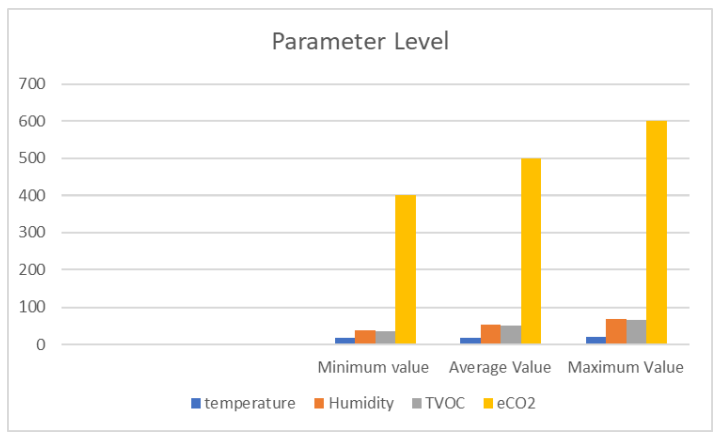 Parameter Level
700
600
500
400
300
200
100
0
Minimum value Average Value Maximum Value
temperature Humidity TVOC eCO2